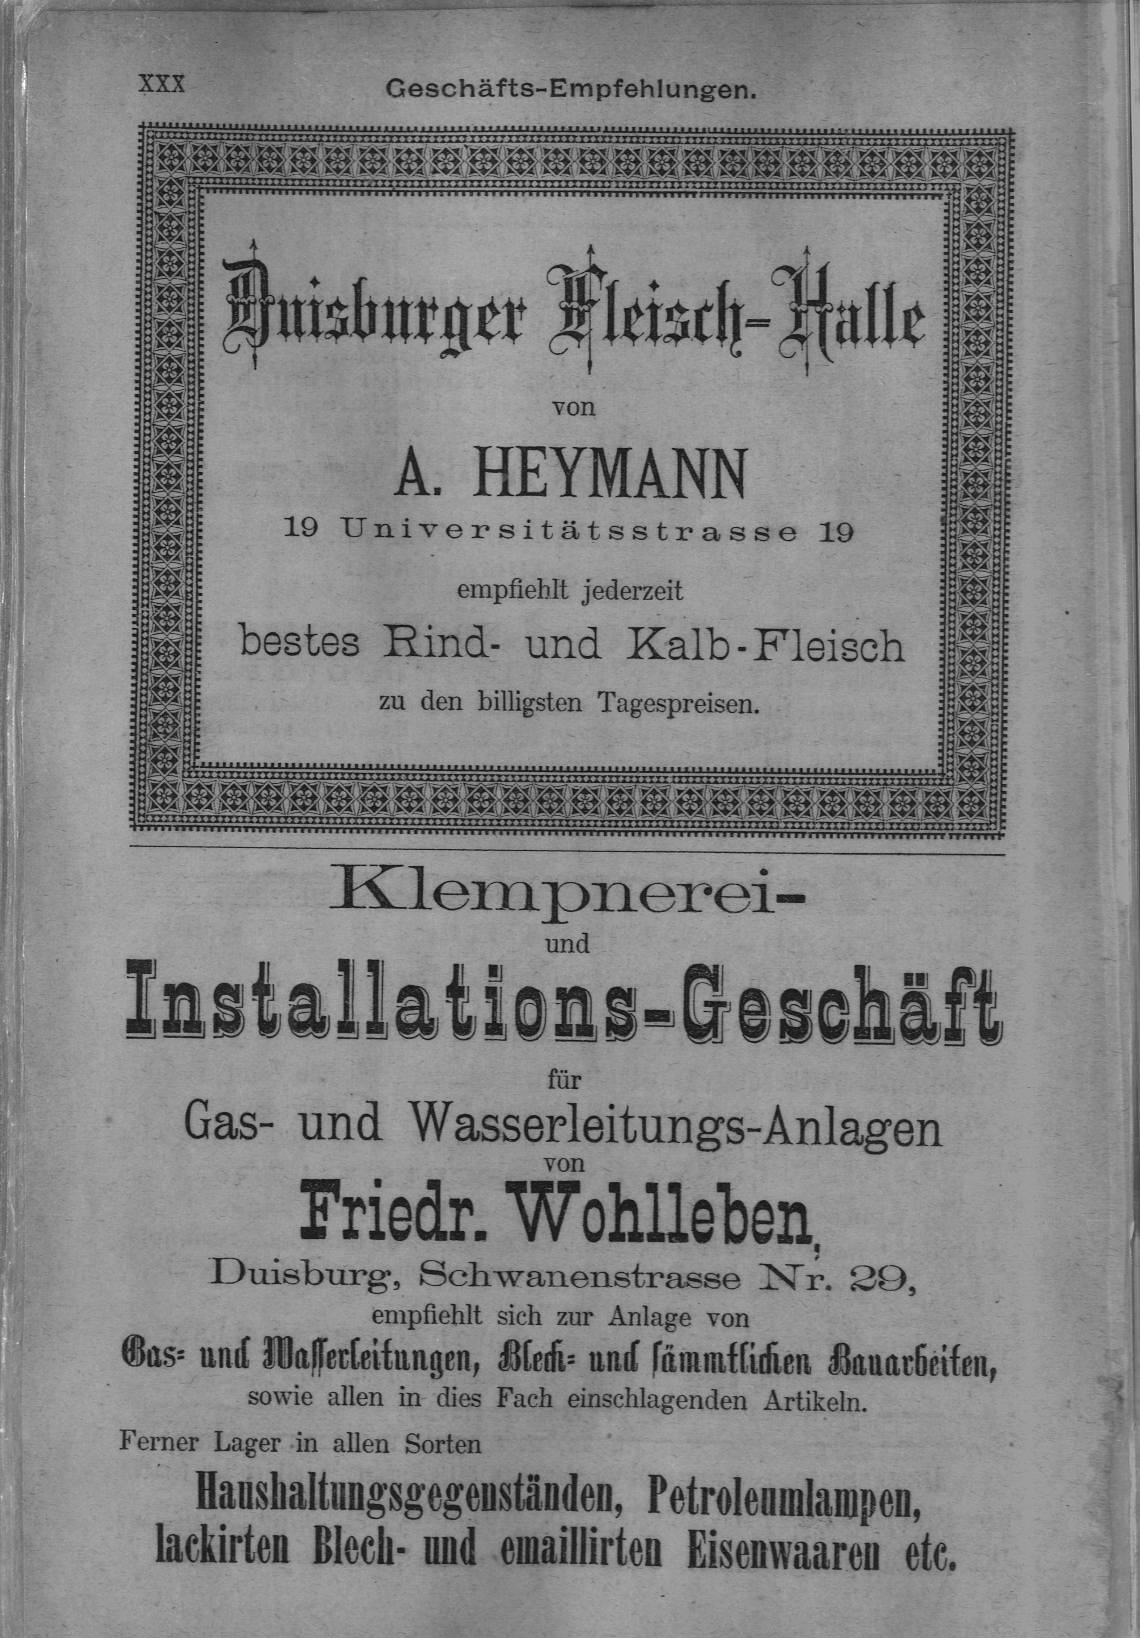 XXX
Geschäfts-Empfehlungen.
Duisburger Fleisch-Halle
von
A. HEYMANN
19 Universitätsstrasse 19
empfiehlt jederzeit
bestes Rind- und Kalb-Fleisch
zu den billigsten Tagespreisen.
Klempnerei-
und
Installations-Geschäft
für
Gas- und Wasserleitungs-Anlagen
von
Friedr. Wohlleben,
Duisburg, Schwanenstrasse Nr. 29,
empfiehlt sich zur Anlage von
Gas- und Wasserleitungen, Blech- und sämmtlichen Bauarbeiten,
sowie allen in dies Fach einschlagenden Artikeln.
Ferner Lager in allen Sorten
Haushaltungsgegenständen, Petroleumlampen,
lackirten Blech- und emaillirten Eisenwaaren etc.